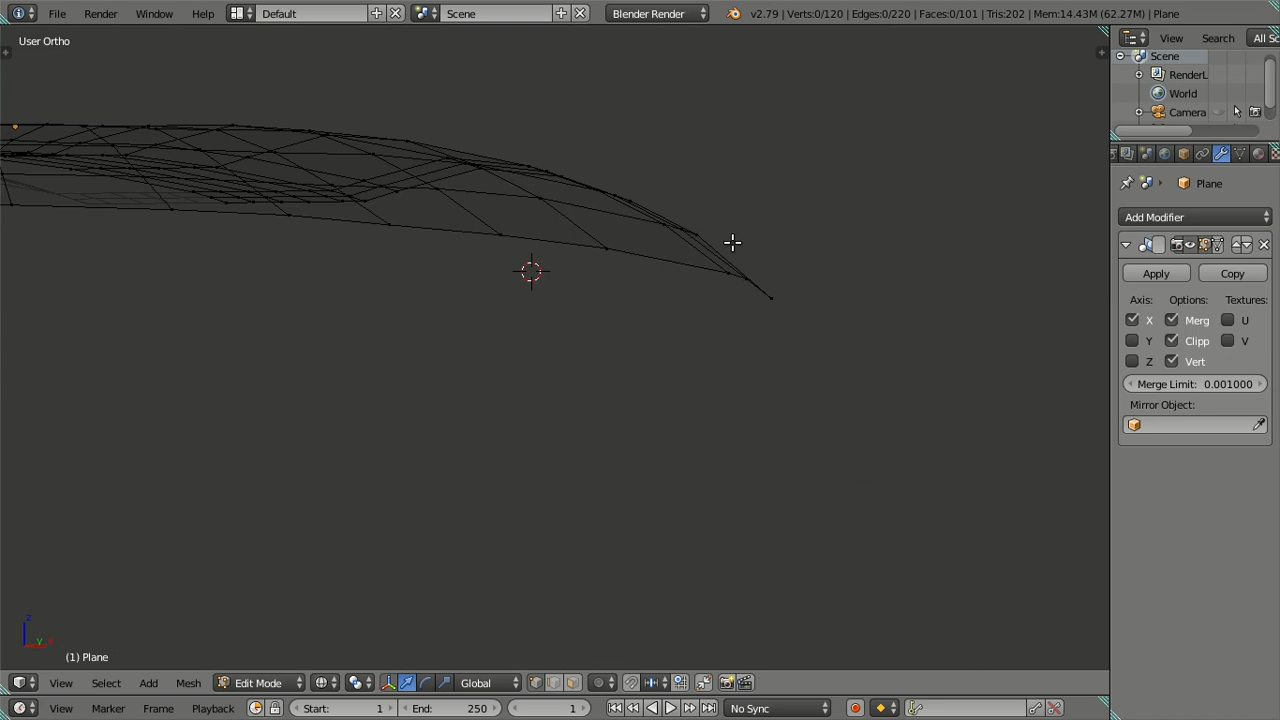 File Render Window Help Default Scene Blender Render v2.79 | Verts:0/120 | Edges:0/220 | Faces:0/101 | Tris:202 | Mem:14.43M (62.27M) | Plane
User Ortho
View Search All Sc
Scene
RenderL
World
Camera
Plane
Add Modifier
Apply Copy
Axis: Options: Textures:
X Merg U
Y Clipp V
Z Vert
Merge Limit: 0.001000
Mirror Object:
z
y x
(1) Plane
View Select Add Mesh Edit Mode Global
View Marker Frame Playback Start: 1 End: 250 1 No Sync